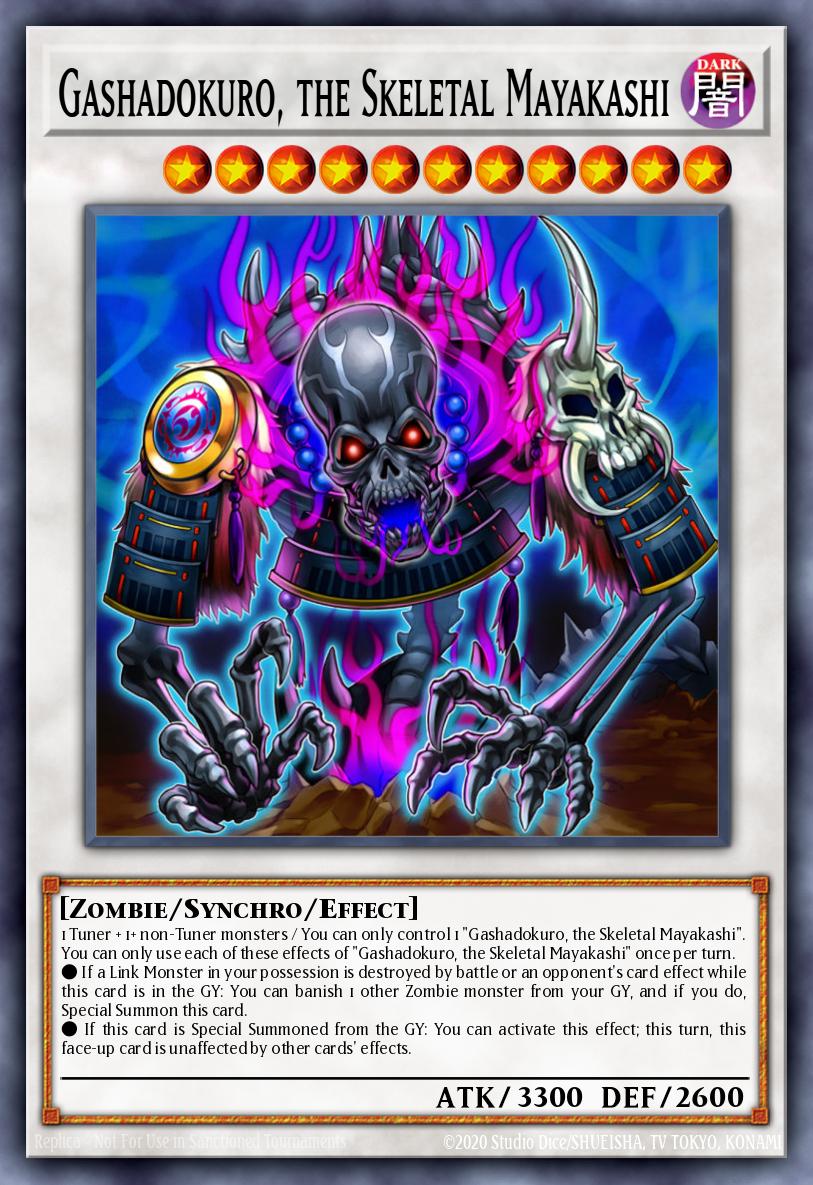 Gashadokuro, the Skeletal Mayakashi
DARK
闇
[Zombie/Synchro/Effect]
1 Tuner + 1+ non-Tuner monsters / You can only control 1 "Gashadokuro, the Skeletal Mayakashi".
You can only use each of these effects of "Gashadokuro, the Skeletal Mayakashi" once per turn.
● If a Link Monster in your possession is destroyed by battle or an opponent's card effect while
this card is in the GY: You can banish 1 other Zombie monster from your GY, and if you do,
Special Summon this card.
● If this card is Special Summoned from the GY: You can activate this effect; this turn, this
face-up card is unaffected by other cards' effects.
ATK/3300 DEF/2600
Replica - Not For Use in Sanctioned Tournaments
©2020 Studio Dice/SHUEISHA, TV TOKYO, KONAMI